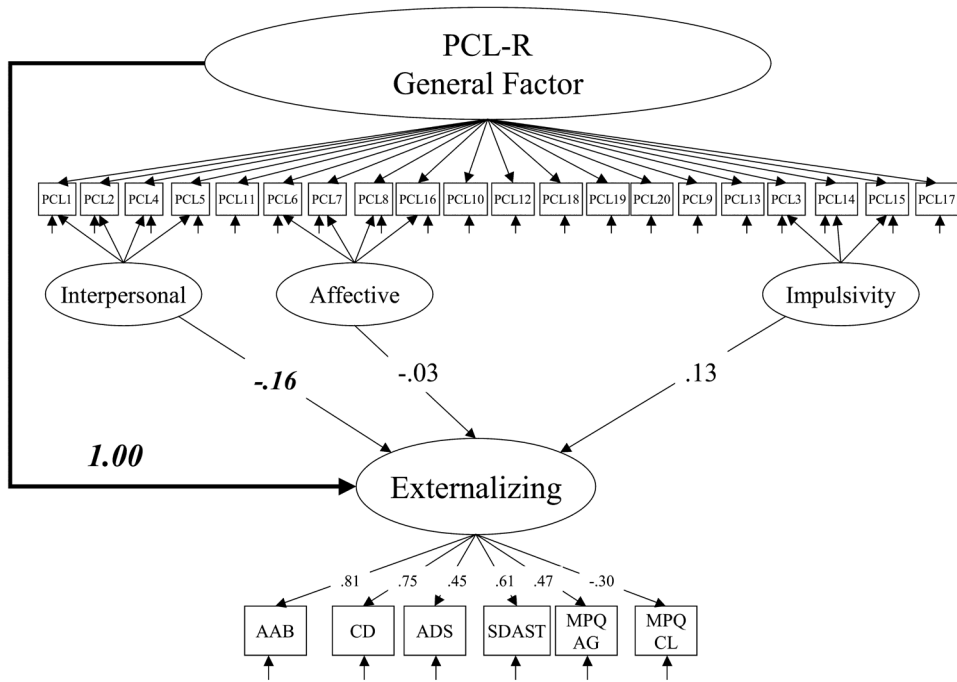 PCL-R
General Factor
PCL1 PCL2 PCL4 PCL5 PCL11 PCL6 PCL7 PCL8 PCL16 PCL10 PCL12 PCL18 PCL19 PCL20 PCL9 PCL13 PCL3 PCL14 PCL15 PCL17
Interpersonal Affective Impulsivity
-.16 -.03 .13
1.00
Externalizing
.81 .75 .45 .61 .47 -.30
AAB CD ADS SDAST MPQ AG MPQ CL